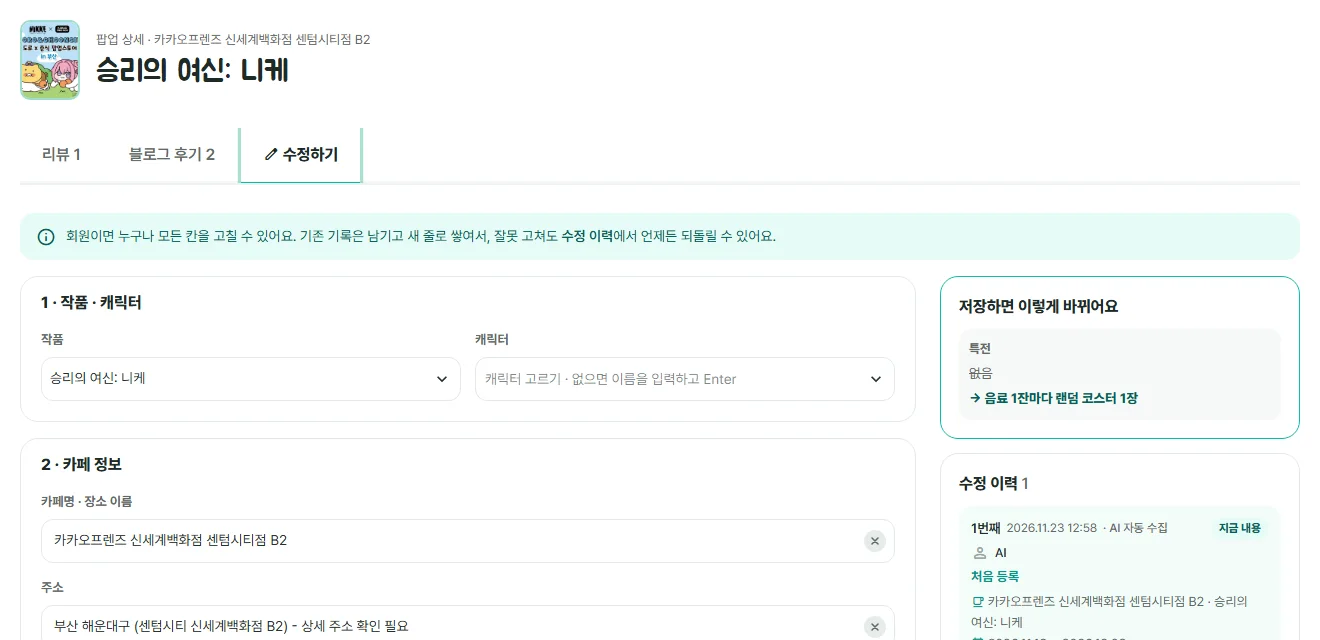 팝업 상세 · 카카오프렌즈 신세계백화점 센텀시티점 B2
승리의 여신: 니케
리뷰 1
블로그 후기 2
수정하기
회원이면 누구나 모든 칸을 고칠 수 있어요. 기존 기록은 남기고 새 줄로 쌓여서, 잘못 고쳐도 수정 이력에서 언제든 되돌릴 수 있어요.
1 · 작품 · 캐릭터
작품
캐릭터
승리의 여신: 니케
캐릭터 고르기 · 없으면 이름을 입력하고 Enter
2 · 카페 정보
카페명 · 장소 이름
카카오프렌즈 신세계백화점 센텀시티점 B2
주소
부산 해운대구 (센텀시티 신세계백화점 B2) - 상세 주소 확인 필요
저장하면 이렇게 바뀌어요
특전
없음
→ 음료 1잔마다 랜덤 코스터 1장
수정 이력 1
1번째 2026.11.23 12:58 · AI 자동 수집 지금 내용
AI
처음 등록
카카오프렌즈 신세계백화점 센텀시티점 B2 · 승리의
여신: 니케